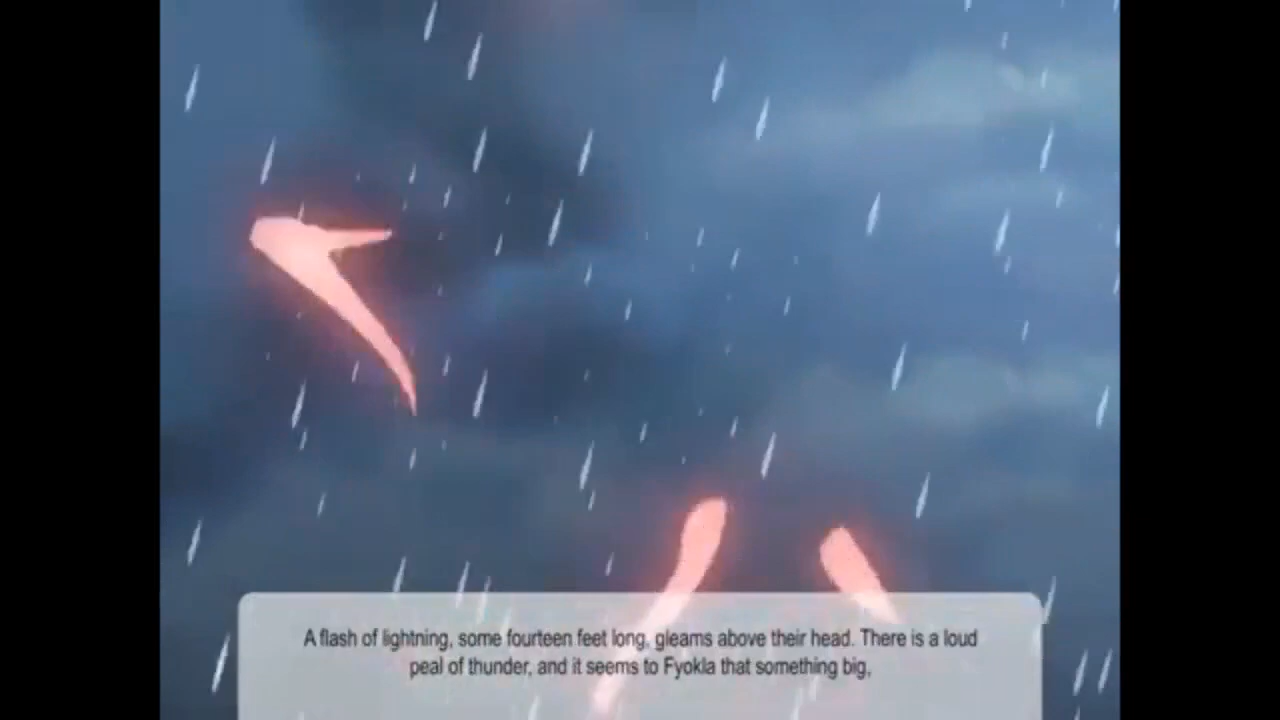 A flash of lightning, some fourteen feet long, gleams above their head. There is a loud
peal of thunder, and it seems to Fyokla that something big,